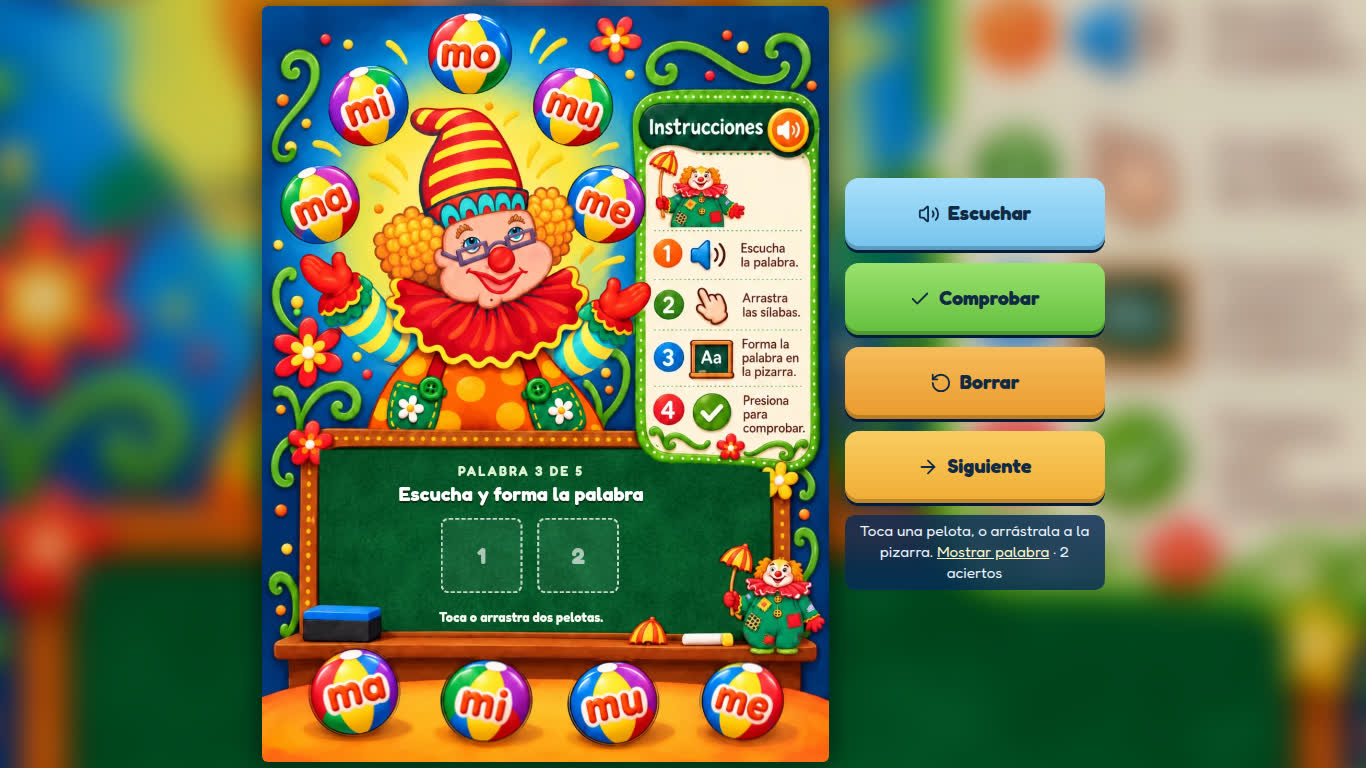 mo
mi
mu
ma
me
Instrucciones
1
Escucha
la palabra.
2
Arrastra
las sílabas.
3
Aa
Forma la
palabra en
la pizarra.
4
Presiona
para
comprobar.
PALABRA 3 DE 5
Escucha y forma la palabra
1
2
Toca o arrastra dos pelotas.
ma
mi
mu
me
Escuchar
Comprobar
Borrar
Siguiente
Toca una pelota, o arrástrala a la
pizarra. Mostrar palabra · 2
aciertos